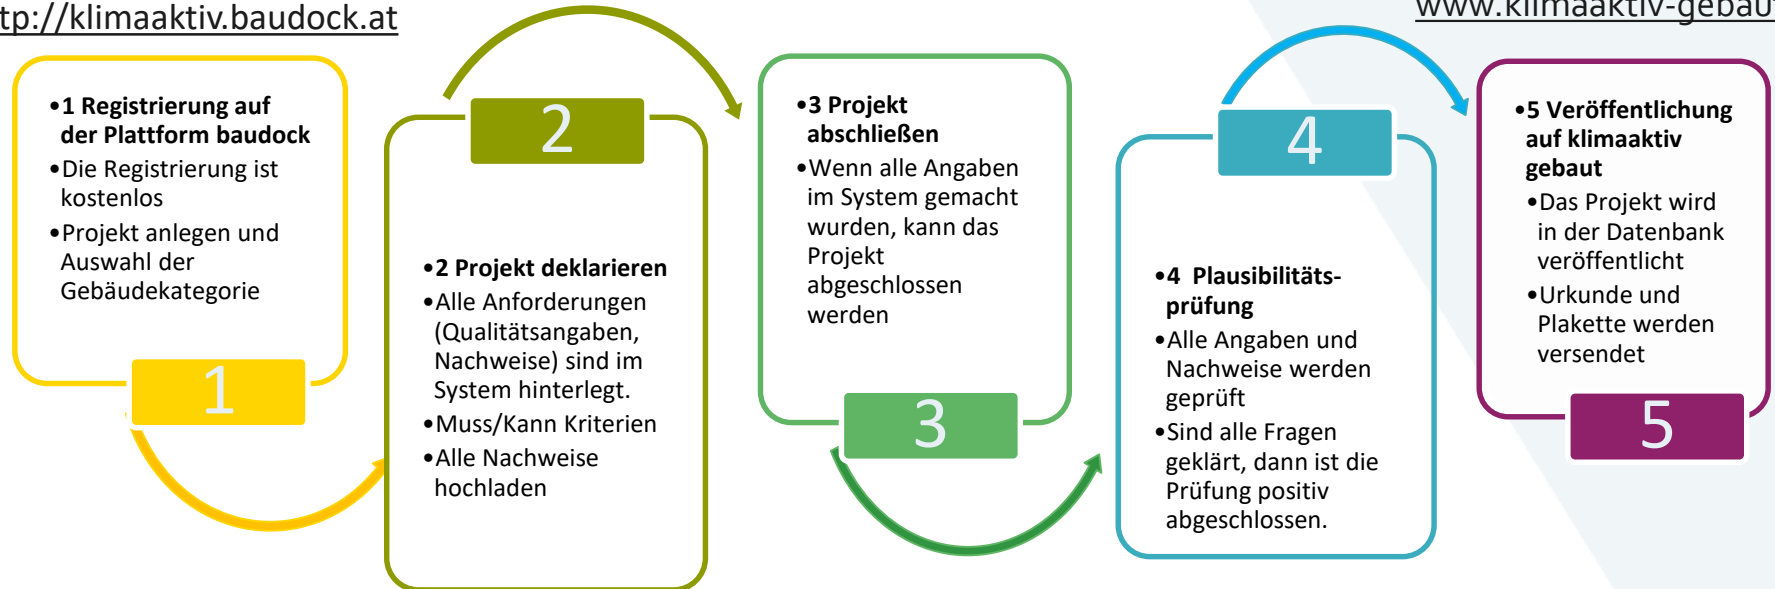 tp://klimaaktiv.baudock.at
www.klimaaktiv-gebaut
•1 Registrierung auf
der Plattform baudock
•Die Registrierung ist
kostenlos
•Projekt anlegen und
Auswahl der
Gebäudekategorie
1
2
•2 Projekt deklarieren
•Alle Anforderungen
(Qualitätsangaben,
Nachweise) sind im
System hinterlegt.
•Muss/Kann Kriterien
•Alle Nachweise
hochladen
•3 Projekt
abschließen
•Wenn alle Angaben
im System gemacht
wurden, kann das
Projekt
abgeschlossen
werden
3
4
•4  Plausibilitäts-
prüfung
•Alle Angaben und
Nachweise werden
geprüft
•Sind alle Fragen
geklärt, dann ist die
Prüfung positiv
abgeschlossen.
•5 Veröffentlichung
auf klimaaktiv
gebaut
•Das Projekt wird
in der Datenbank
veröffentlicht
•Urkunde und
Plakette werden
versendet
5